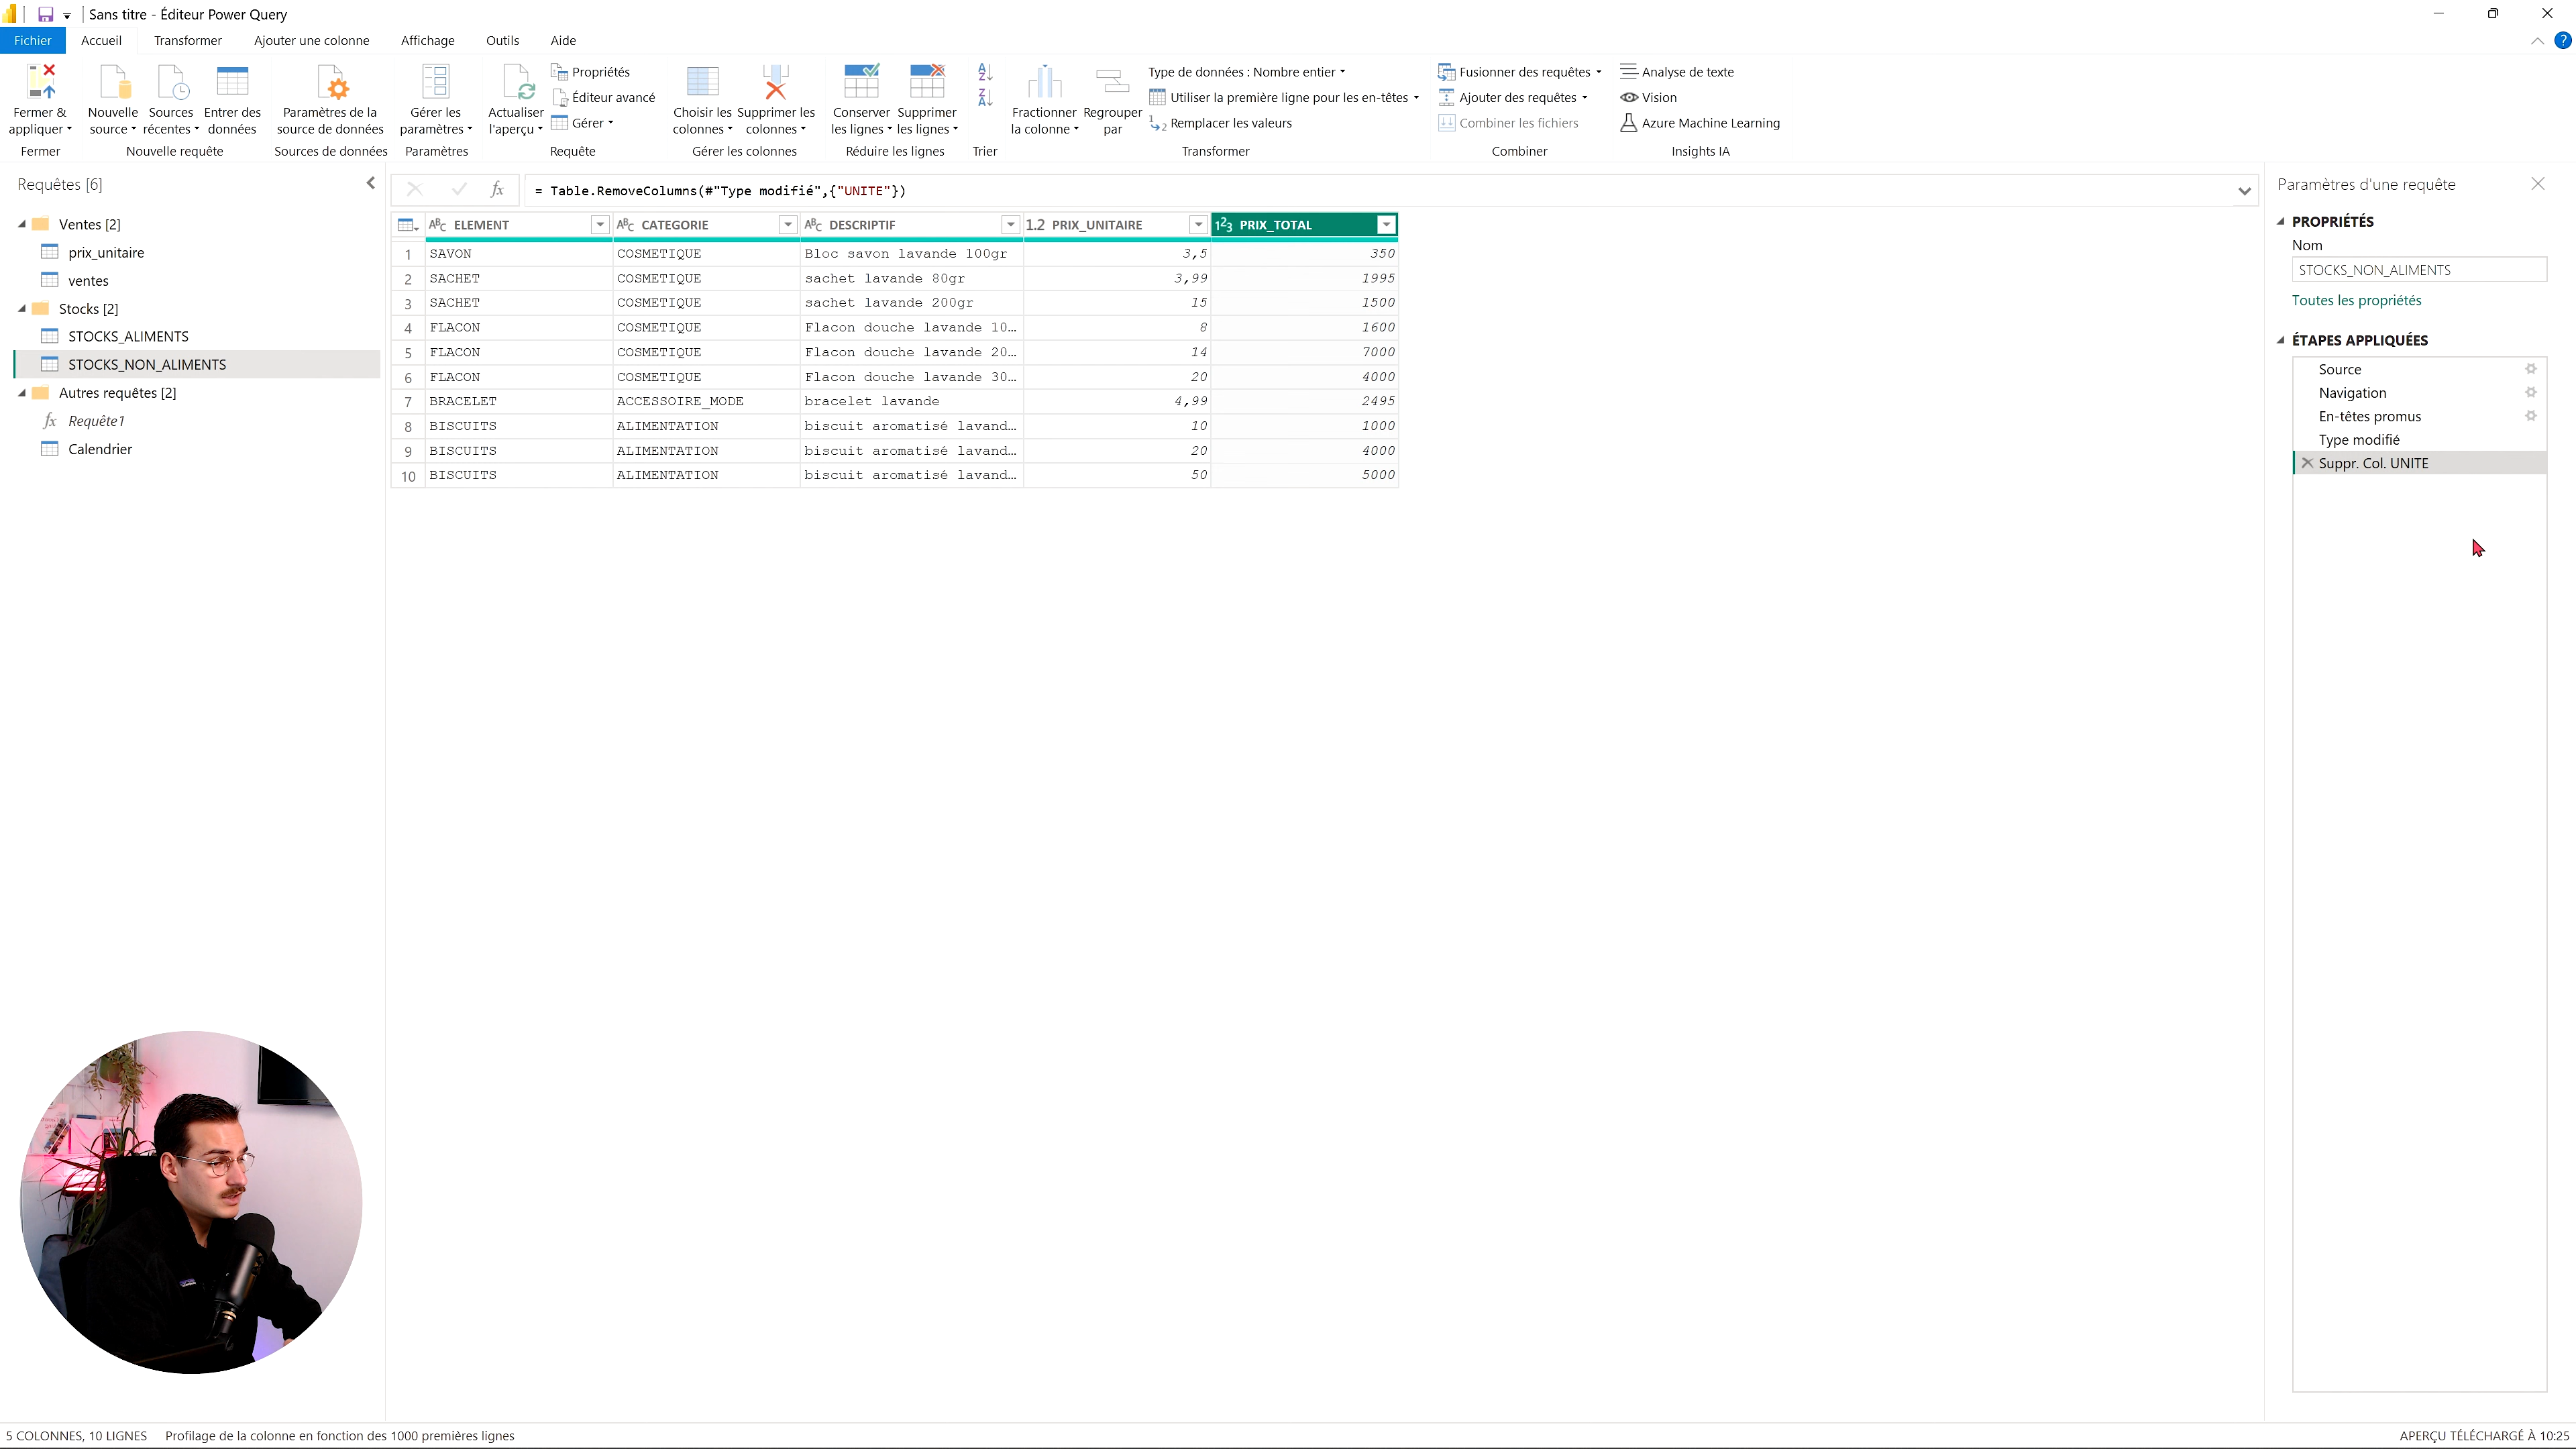 Sans titre - Éditeur Power Query
Fichier
Accueil
Transformer
Ajouter une colonne
Affichage
Outils
Aide
Fermer & appliquer
Nouvelle source
Sources récentes
Entrer des données
Paramètres de la source de données
Gérer les paramètres
Actualiser l'aperçu
Propriétés
Éditeur avancé
Gérer
Choisir les colonnes
Supprimer les colonnes
Conserver les lignes
Supprimer les lignes
Fractionner la colonne
Regrouper par
Type de données : Nombre entier
Utiliser la première ligne pour les en-têtes
Remplacer les valeurs
Fusionner des requêtes
Ajouter des requêtes
Combiner les fichiers
Analyse de texte
Vision
Azure Machine Learning
Fermer
Nouvelle requête
Sources de données
Paramètres
Requête
Gérer les colonnes
Réduire les lignes
Trier
Transformer
Combiner
Insights IA
Requêtes [6]
Ventes [2]
prix_unitaire
ventes
Stocks [2]
STOCKS_ALIMENTS
STOCKS_NON_ALIMENTS
Autres requêtes [2]
fx Requête1
Calendrier
fx = Table.RemoveColumns(#"Type modifié",{"UNITE"})
ABC ELEMENT ABC CATEGORIE ABC DESCRIPTIF 1.2 PRIX_UNITAIRE 123 PRIX_TOTAL
1 SAVON COSMETIQUE Bloc savon lavande 100gr 3,5 350
2 SACHET COSMETIQUE sachet lavande 80gr 3,99 1995
3 SACHET COSMETIQUE sachet lavande 200gr 15 1500
4 FLACON COSMETIQUE Flacon douche lavande 10... 8 1600
5 FLACON COSMETIQUE Flacon douche lavande 20... 14 7000
6 FLACON COSMETIQUE Flacon douche lavande 30... 20 4000
7 BRACELET ACCESSOIRE_MODE bracelet lavande 4,99 2495
8 BISCUITS ALIMENTATION biscuit aromatisé lavand... 10 1000
9 BISCUITS ALIMENTATION biscuit aromatisé lavand... 20 4000
10 BISCUITS ALIMENTATION biscuit aromatisé lavand... 50 5000
Paramètres d'une requête
PROPRIÉTÉS
Nom
STOCKS_NON_ALIMENTS
Toutes les propriétés
ÉTAPES APPLIQUÉES
Source
Navigation
En-têtes promus
Type modifié
Suppr. Col. UNITE
5 COLONNES, 10 LIGNES
Profilage de la colonne en fonction des 1000 premières lignes
APERÇU TÉLÉCHARGÉ À 10:25